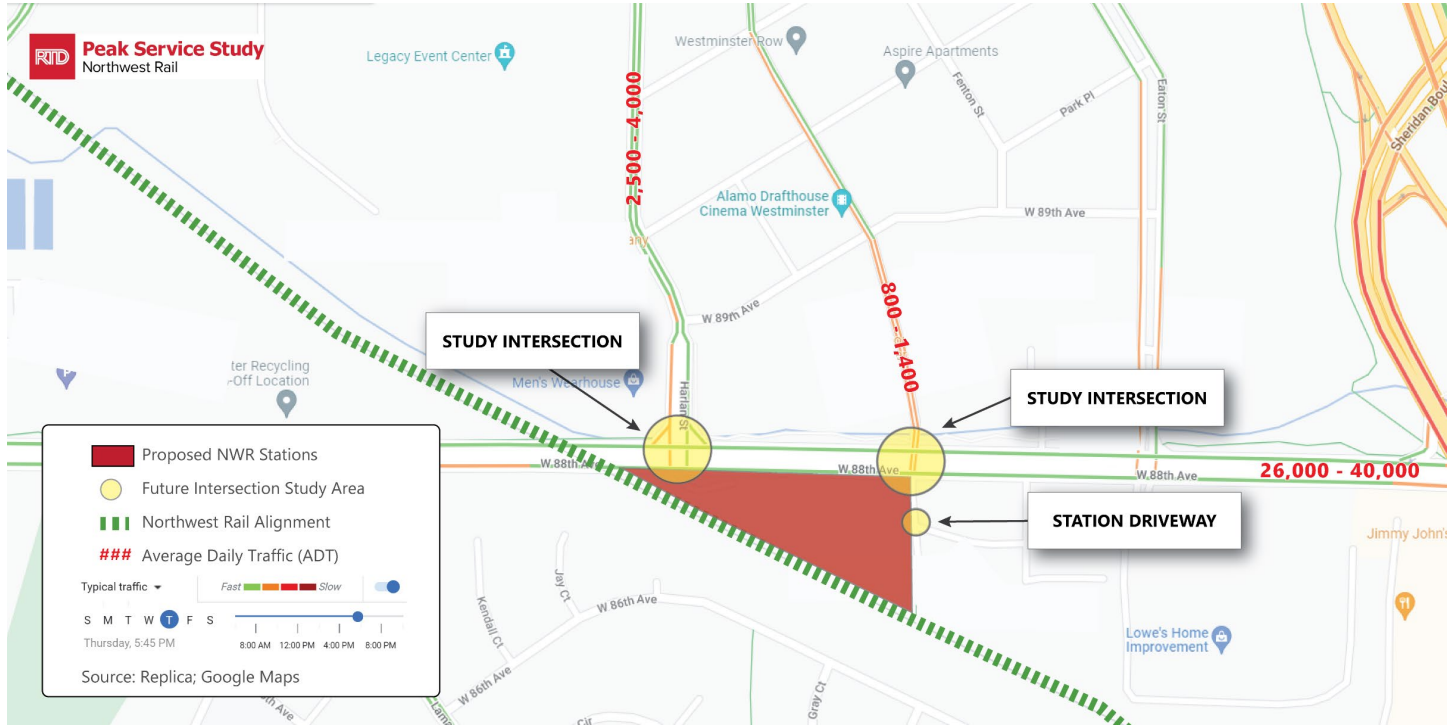 RTD
Peak Service Study
Northwest Rail
Legacy Event Center
Westminster Row
Aspire Apartments
Fenton St
Park Pl
Eaton St
2,500 - 4,000
Alamo Drafthouse
Cinema Westminster
W 89th Ave
any
800 - 1,400
W 89th Ave
STUDY INTERSECTION
ter Recycling
-Off Location
Men's Wearhouse
Harlan St
STUDY INTERSECTION
W 88th Ave
W 88th Ave
W 88th Ave
26,000 - 40,000
STATION DRIVEWAY
Jimmy John's
Proposed NWR Stations
Future Intersection Study Area
Northwest Rail Alignment
### Average Daily Traffic (ADT)
Typical traffic
Fast Slow
S M T W T F S
Thursday, 5:45 PM
8:00 AM 12:00 PM 4:00 PM 8:00 PM
Source: Replica; Google Maps
Jay Ct
Kendall Ct
W 86th Ave
W 86th Ave
Gray Ct
Lowe's Home
Improvement
th Ave
Cir